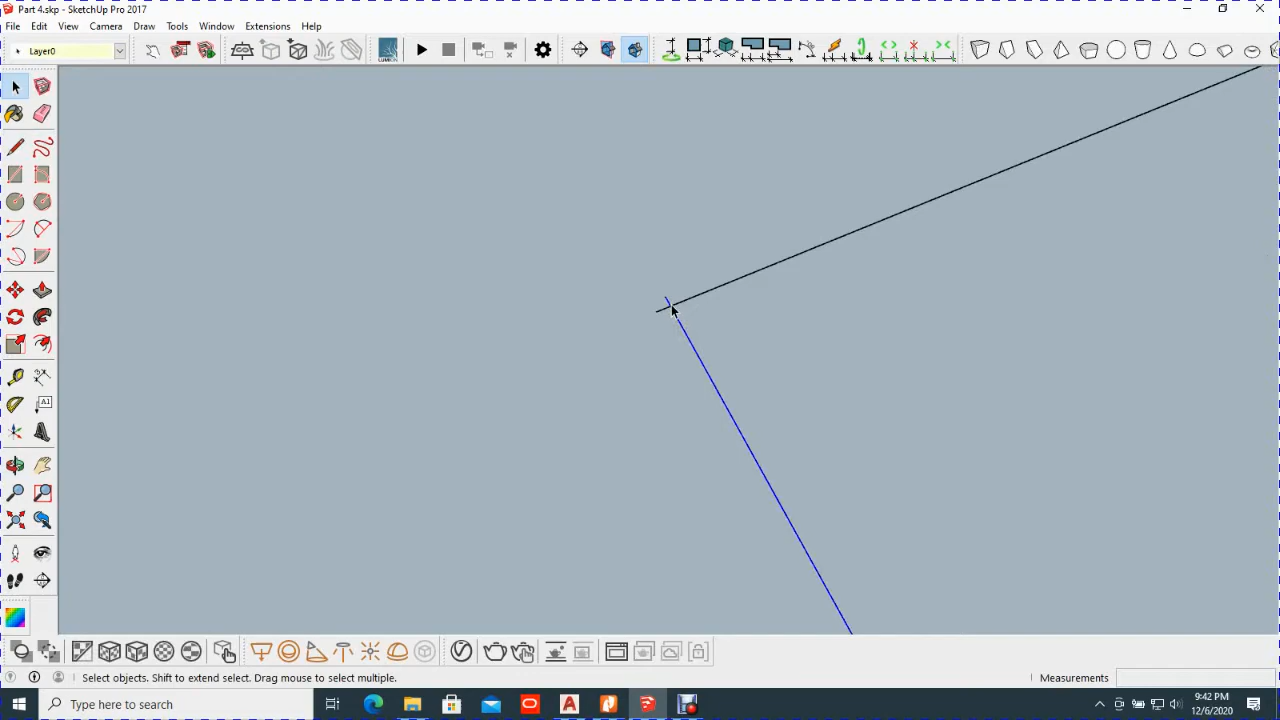 Part 4.skp - SketchUp Pro 2017
File Edit View Camera Draw Tools Window Extensions Help
Layer0
A1
Select objects. Shift to extend select. Drag mouse to select multiple.
Measurements
Type here to search
9:42 PM
12/6/2020